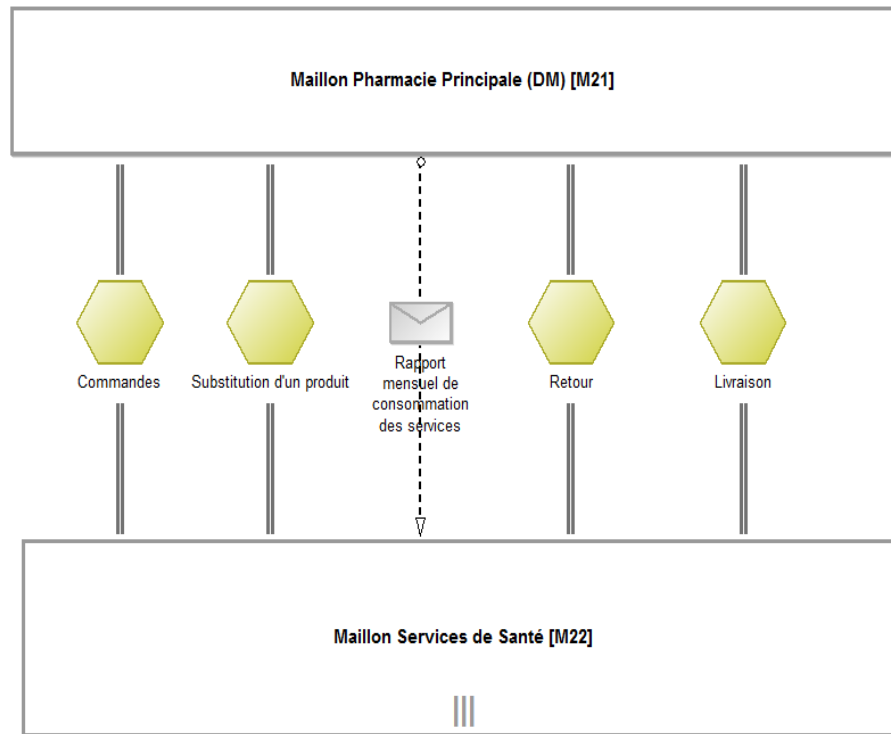 Maillon Pharmacie Principale (DM) [M21]
Commandes
Substitution d'un produit
Rapport
mensuel de
consommation
des services
Retour
Livraison
Maillon Services de Santé [M22]